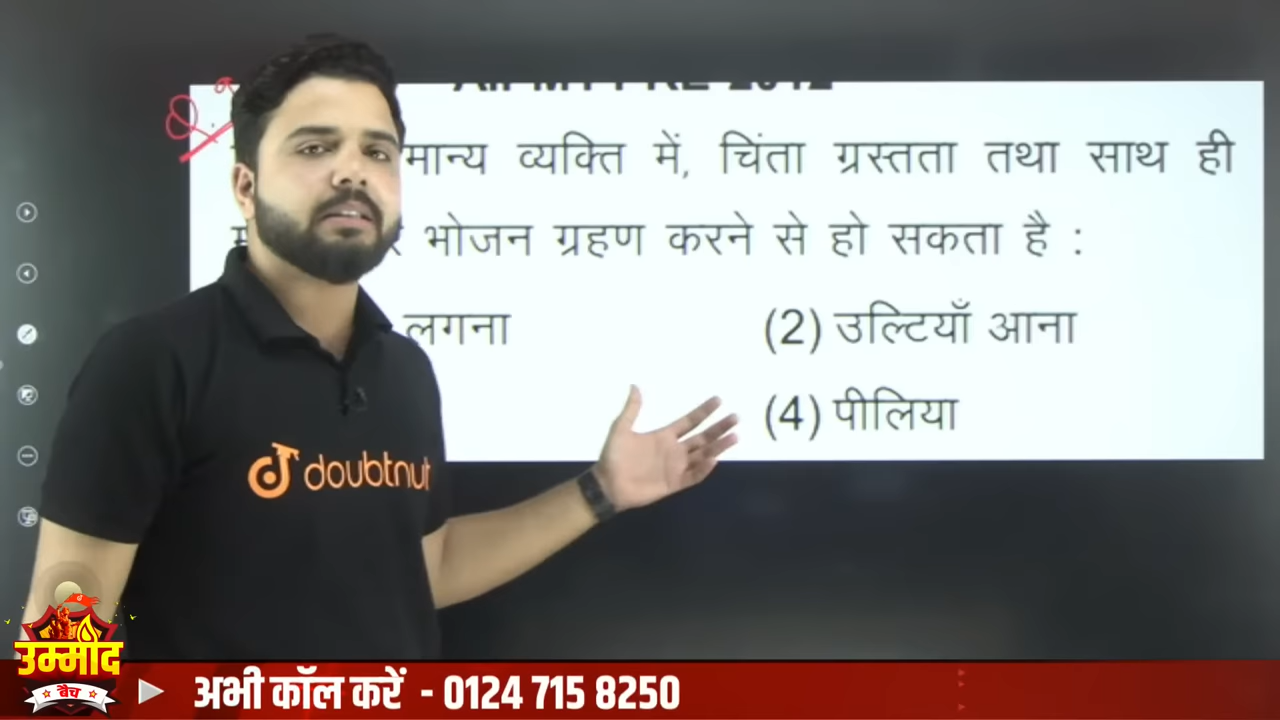 मान्य व्यक्ति में, चिंता ग्रस्तता तथा साथ ही
भोजन ग्रहण करने से हो सकता है :
लगना
(2) उल्टियाँ आना
(4) पीलिया
doubtnut
उम्मीद
बैच
अभी कॉल करें - 0124 715 8250